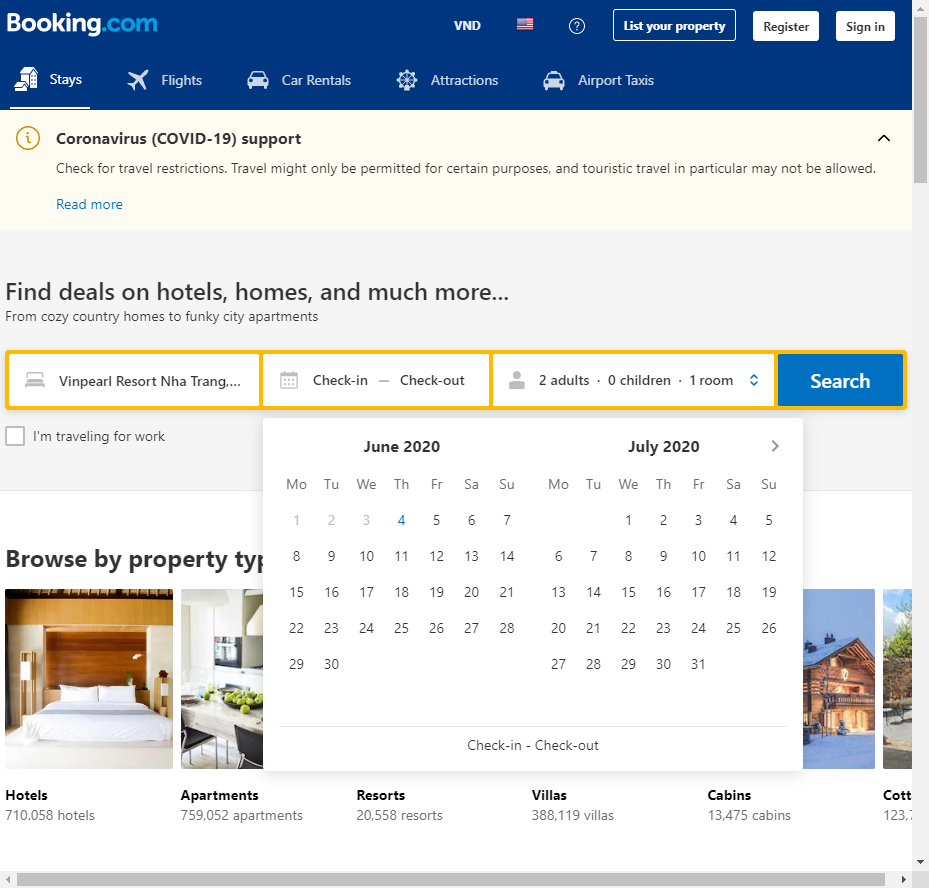 Booking.com
VND
List your property
Register
Sign in
Stays
Flights
Car Rentals
Attractions
Airport Taxis
Coronavirus (COVID-19) support
Check for travel restrictions. Travel might only be permitted for certain purposes, and touristic travel in particular may not be allowed.
Read more
Find deals on hotels, homes, and much more...
From cozy country homes to funky city apartments
Vinpearl Resort Nha Trang,...
Check-in — Check-out
2 adults · 0 children · 1 room
Search
I'm traveling for work
June 2020
Mo Tu We Th Fr Sa Su
1 2 3 4 5 6 7
8 9 10 11 12 13 14
15 16 17 18 19 20 21
22 23 24 25 26 27 28
29 30
July 2020
Mo Tu We Th Fr Sa Su
1 2 3 4 5
6 7 8 9 10 11 12
13 14 15 16 17 18 19
20 21 22 23 24 25 26
27 28 29 30 31
Check-in - Check-out
Browse by property typ
Hotels
710.058 hotels
Apartments
759,052 apartments
Resorts
20,558 resorts
Villas
388,119 villas
Cabins
13,475 cabins
Cott
123,7